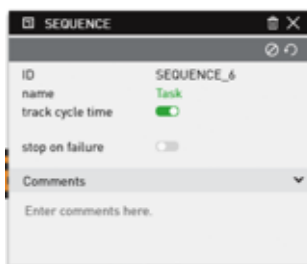 SEQUENCE
ID SEQUENCE_6
name Task
track cycle time
stop on failure
Comments
Enter comments here.